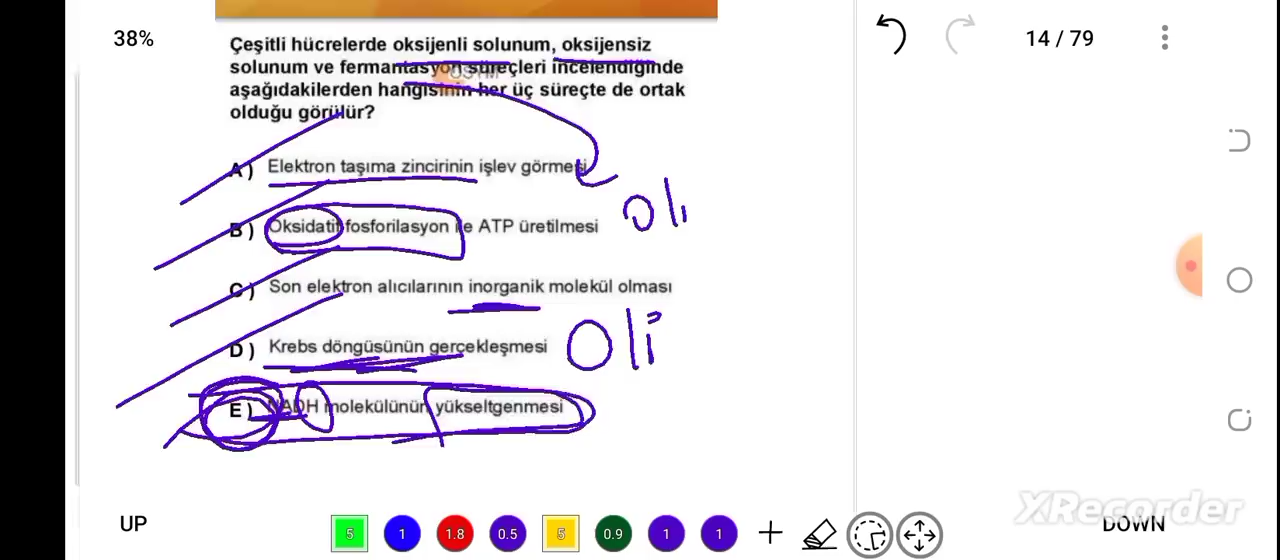 38%
14 / 79
Çeşitli hücrelerde oksijenli solunum, oksijensiz
solunum ve fermantasyon süreçleri incelendiğinde
aşağıdakilerden hangisinin her üç süreçte de ortak
olduğu görülür?
A) Elektron taşıma zincirinin işlev görmesi
B) Oksidatif fosforilasyon ile ATP üretilmesi
C) Son elektron alıcılarının inorganik molekül olması
D) Krebs döngüsünün gerçekleşmesi
Oli
E) NADH molekülünün yükseltgenmesi
XRecorder
UP
5
1
1.8
0.5
5
0.9
1
1
DOWN